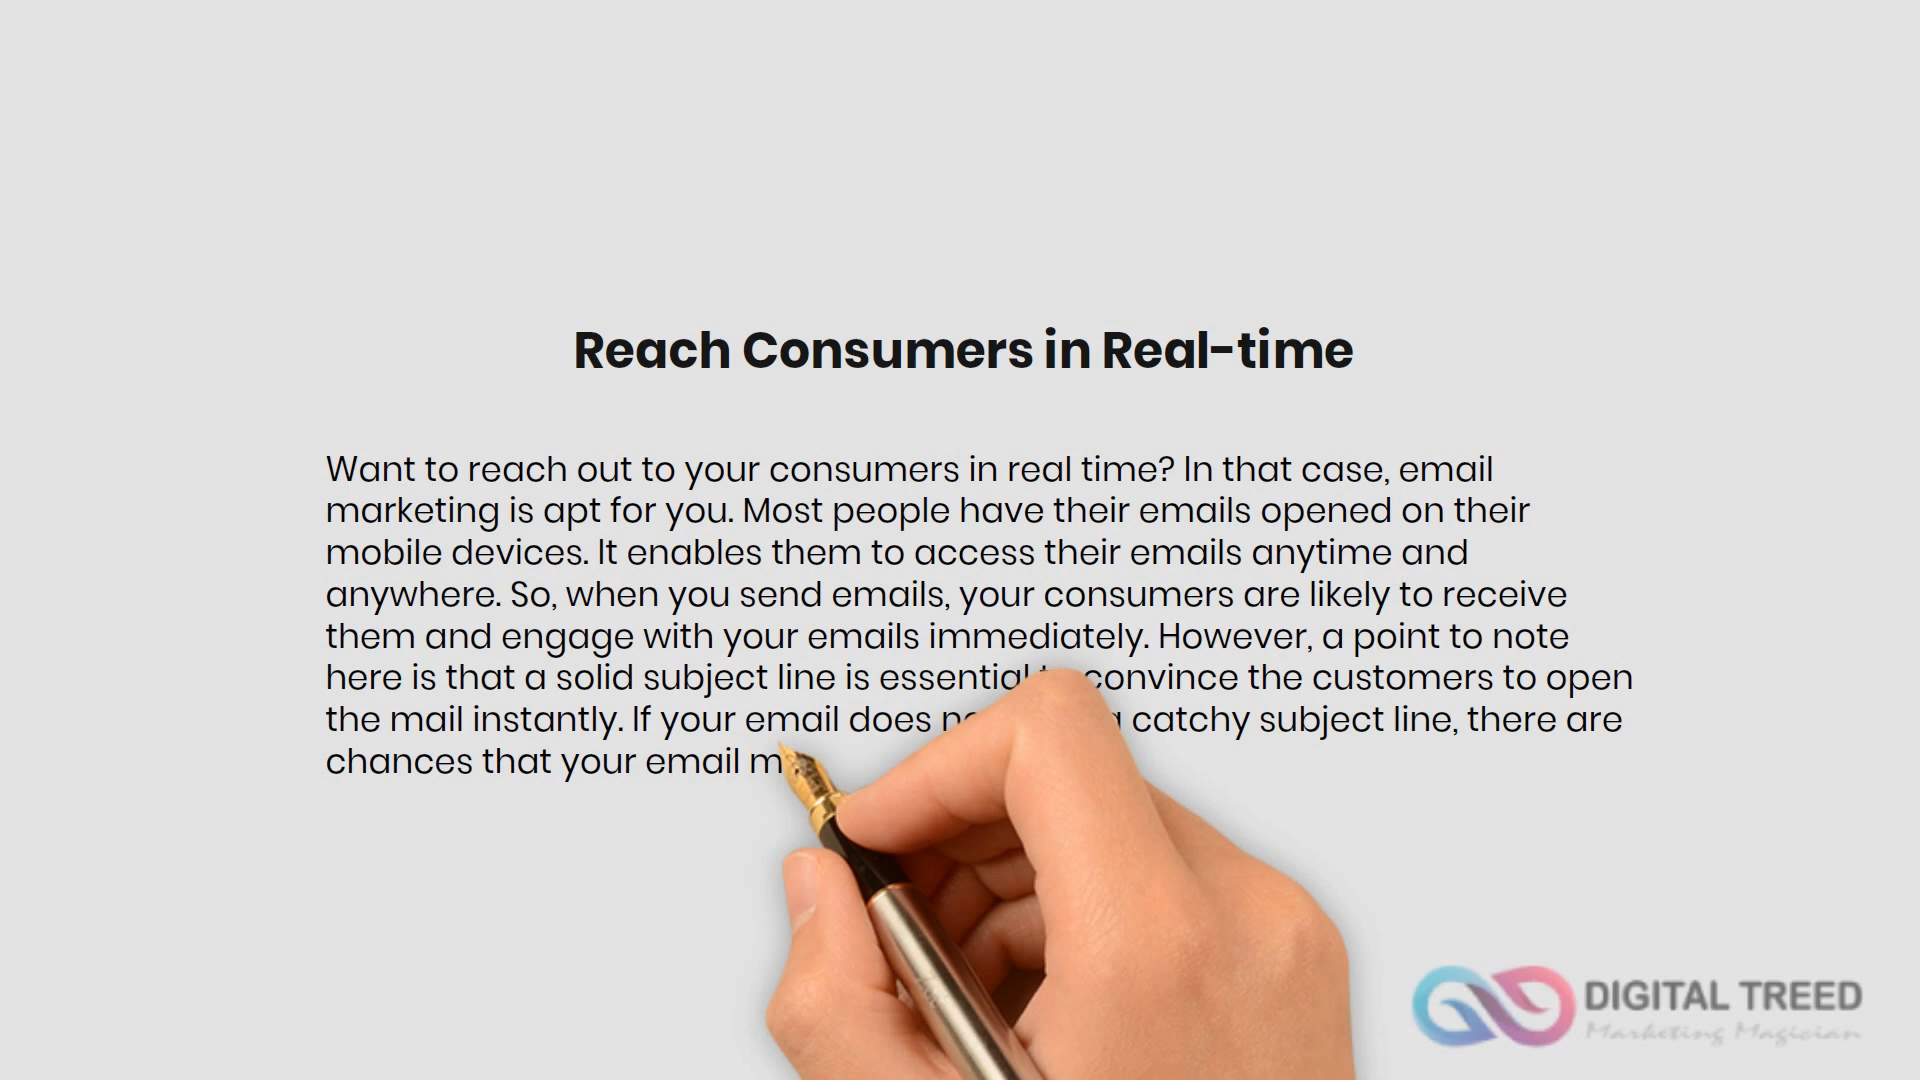 Reach Consumers in Real-time
Want to reach out to your consumers in real time? In that case, email
marketing is apt for you. Most people have their emails opened on their
mobile devices. It enables them to access their emails anytime and
anywhere. So, when you send emails, your consumers are likely to receive
them and engage with your emails immediately. However, a point to note
here is that a solid subject line is essential convince the customers to open
the mail instantly. If your email does catchy subject line, there are
chances that your email
DIGITAL TREED
Marketing Magician